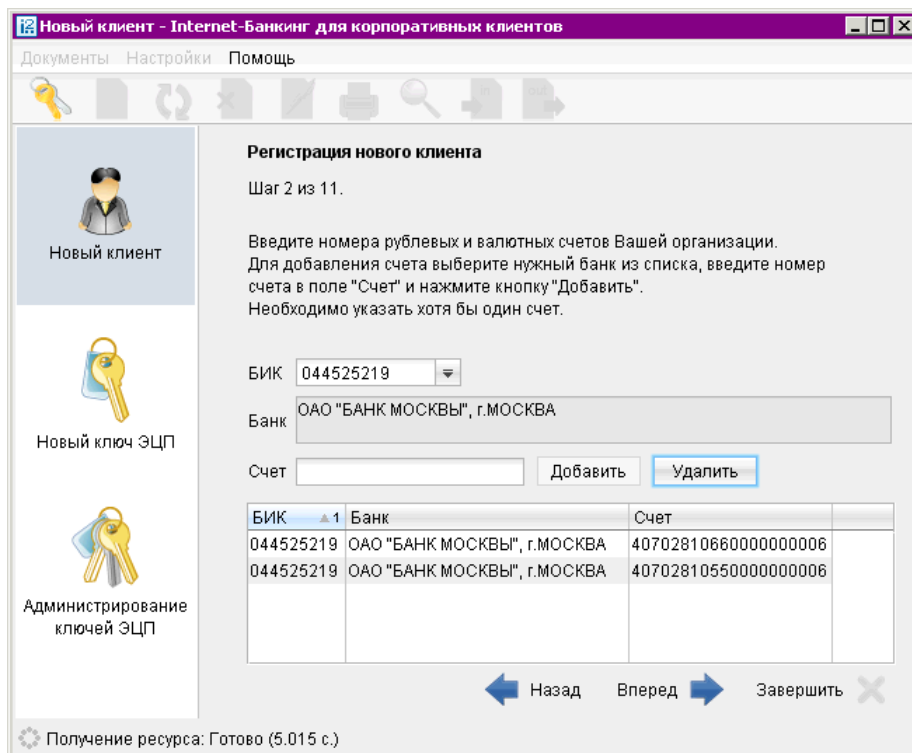 Новый клиент - Internet-Банкинг для корпоративных клиентов
Документы Настройки Помощь
in out
Новый клиент
Новый ключ ЭЦП
Администрирование
ключей ЭЦП
Регистрация нового клиента
Шаг 2 из 11.
Введите номера рублевых и валютных счетов Вашей организации.
Для добавления счета выберите нужный банк из списка, введите номер
счета в поле "Счет" и нажмите кнопку "Добавить".
Необходимо указать хотя бы один счет.
БИК 044525219
Банк ОАО "БАНК МОСКВЫ", г.МОСКВА
Счет Добавить Удалить
БИК 1 Банк Счет
044525219 ОАО "БАНК МОСКВЫ", г.МОСКВА 40702810660000000006
044525219 ОАО "БАНК МОСКВЫ", г.МОСКВА 40702810550000000006
Назад Вперед Завершить
Получение ресурса: Готово (5.015 с.)